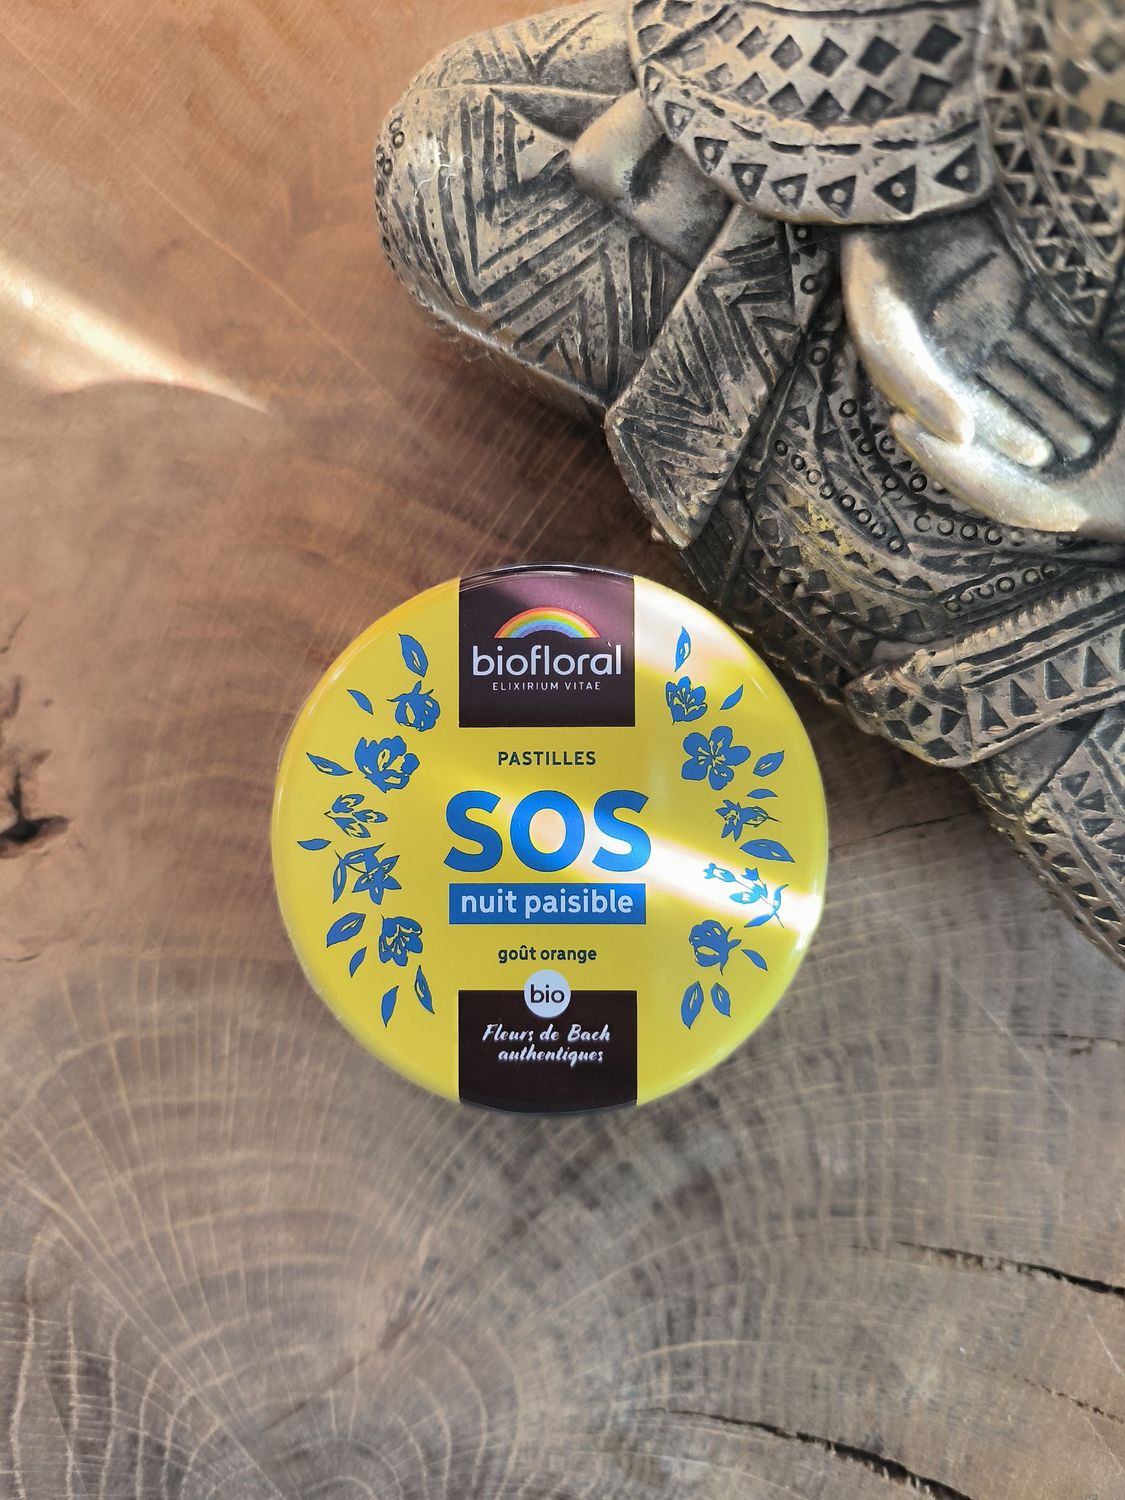 biofloral
ELIXIRIUM VITAE
PASTILLES
SOS
nuit paisible
goût orange
bio
Fleurs de Bach
authentiques